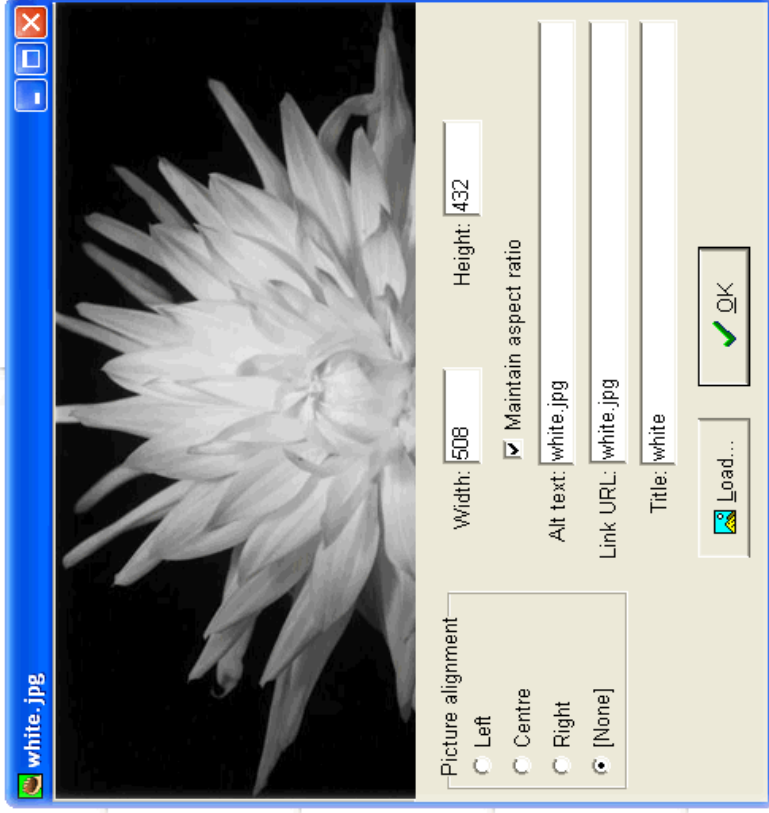 white.jpg
Picture alignment
Left
Centre
Right
[None]
Width: 508 Height: 432
Maintain aspect ratio
Alt text: white.jpg
Link URL: white.jpg
Title: white
Load... OK